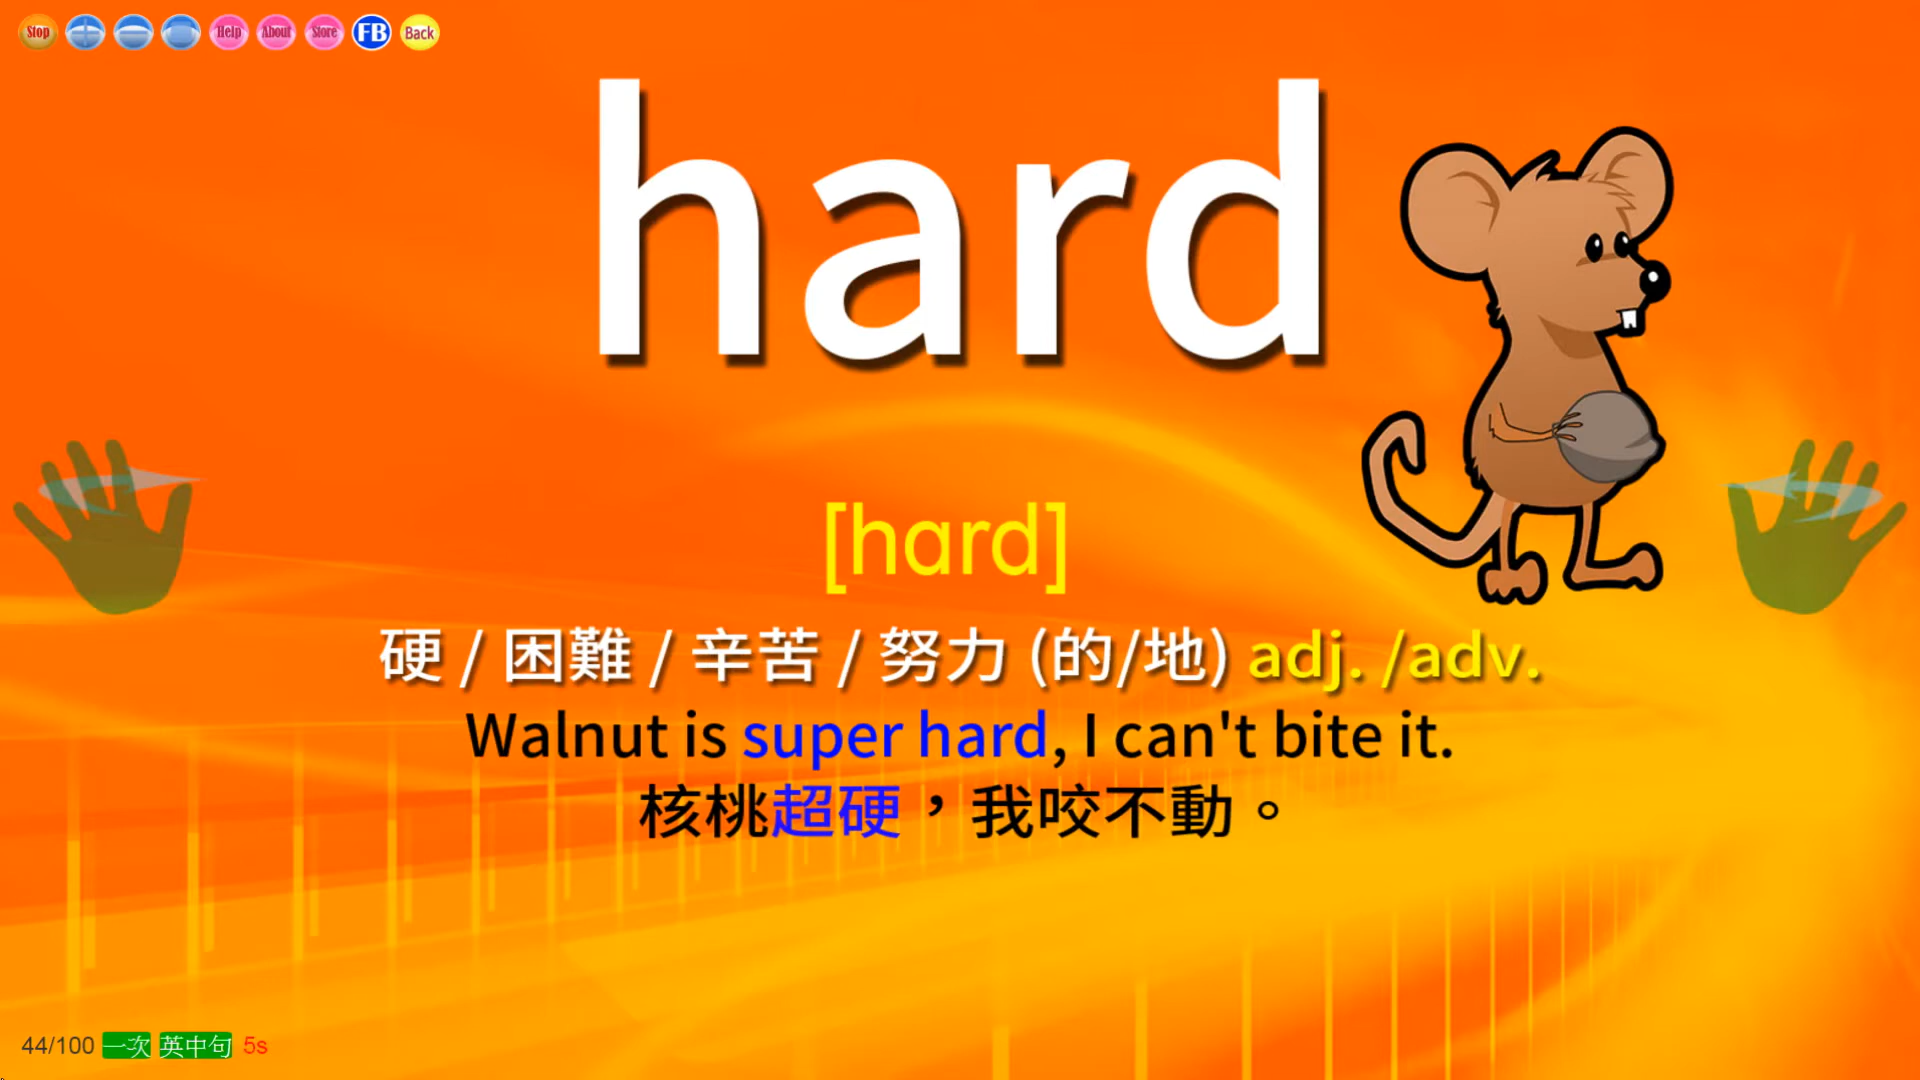 Stop Help About Store FB Back
hard
[hard]
硬 / 困難 / 辛苦 / 努力 (的/地) adj. /adv.
Walnut is super hard, I can't bite it.
核桃超硬，我咬不動。
44/100 一次 英中句 5s